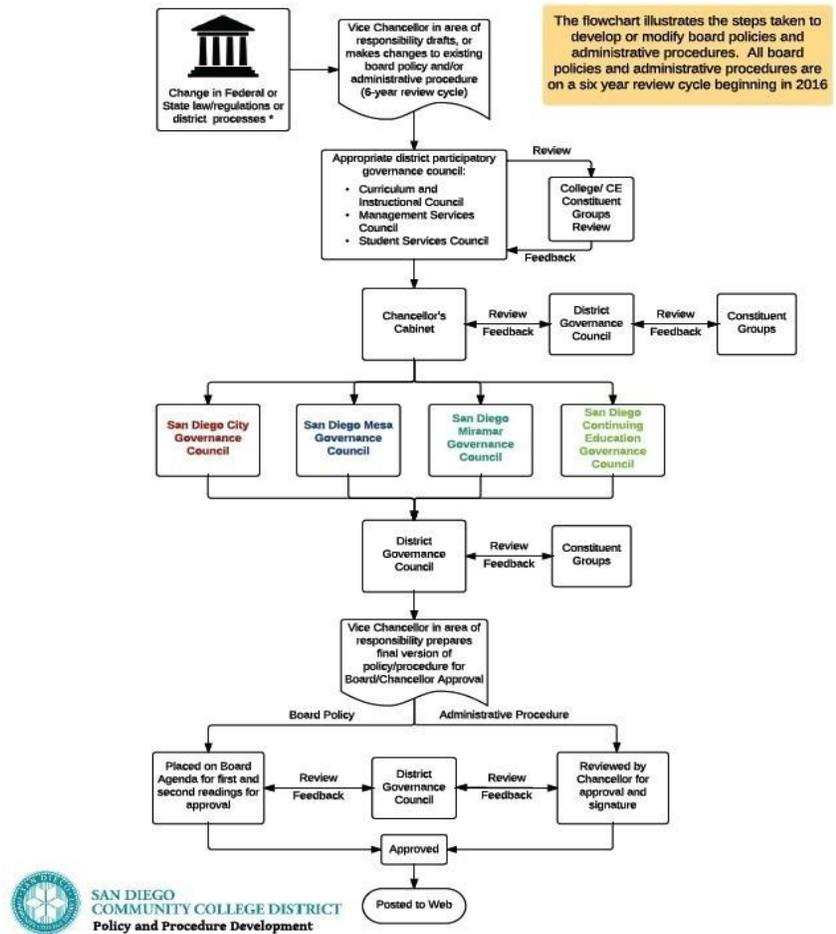 The flowchart illustrates the steps taken to
develop or modify board policies and
administrative procedures. All board
policies and administrative procedures are
on a six year review cycle beginning in 2016
Change in Federal or
State law/regulations or
district processes *
Vice Chancellor in area of
responsibility drafts, or
makes changes to existing
board policy and/or
administrative procedure
(6-year review cycle)
Appropriate district participatory
governance council:
• Curriculum and
Instructional Council
• Management Services
Council
• Student Services Council
Review
College/ CE
Constituent
Groups
Review
Feedback
Chancellor's
Cabinet
Review
Feedback
District
Governance
Council
Review
Feedback
Constituent
Groups
San Diego City
Governance
Council
San Diego Mesa
Governance
Council
San Diego
Miramar
Governance
Council
San Diego
Continuing
Education
Governance
Council
District
Governance
Council
Review
Feedback
Constituent
Groups
Vice Chancellor in area of
responsibility prepares
final version of
policy/procedure for
Board/Chancellor Approval
Board Policy
Administrative Procedure
Placed on Board
Agenda for first and
second readings for
approval
Review
Feedback
District
Governance
Council
Review
Feedback
Reviewed by
Chancellor for
approval and
signature
Approved
Posted to Web
SAN DIEGO
COMMUNITY COLLEGE DISTRICT
Policy and Procedure Development